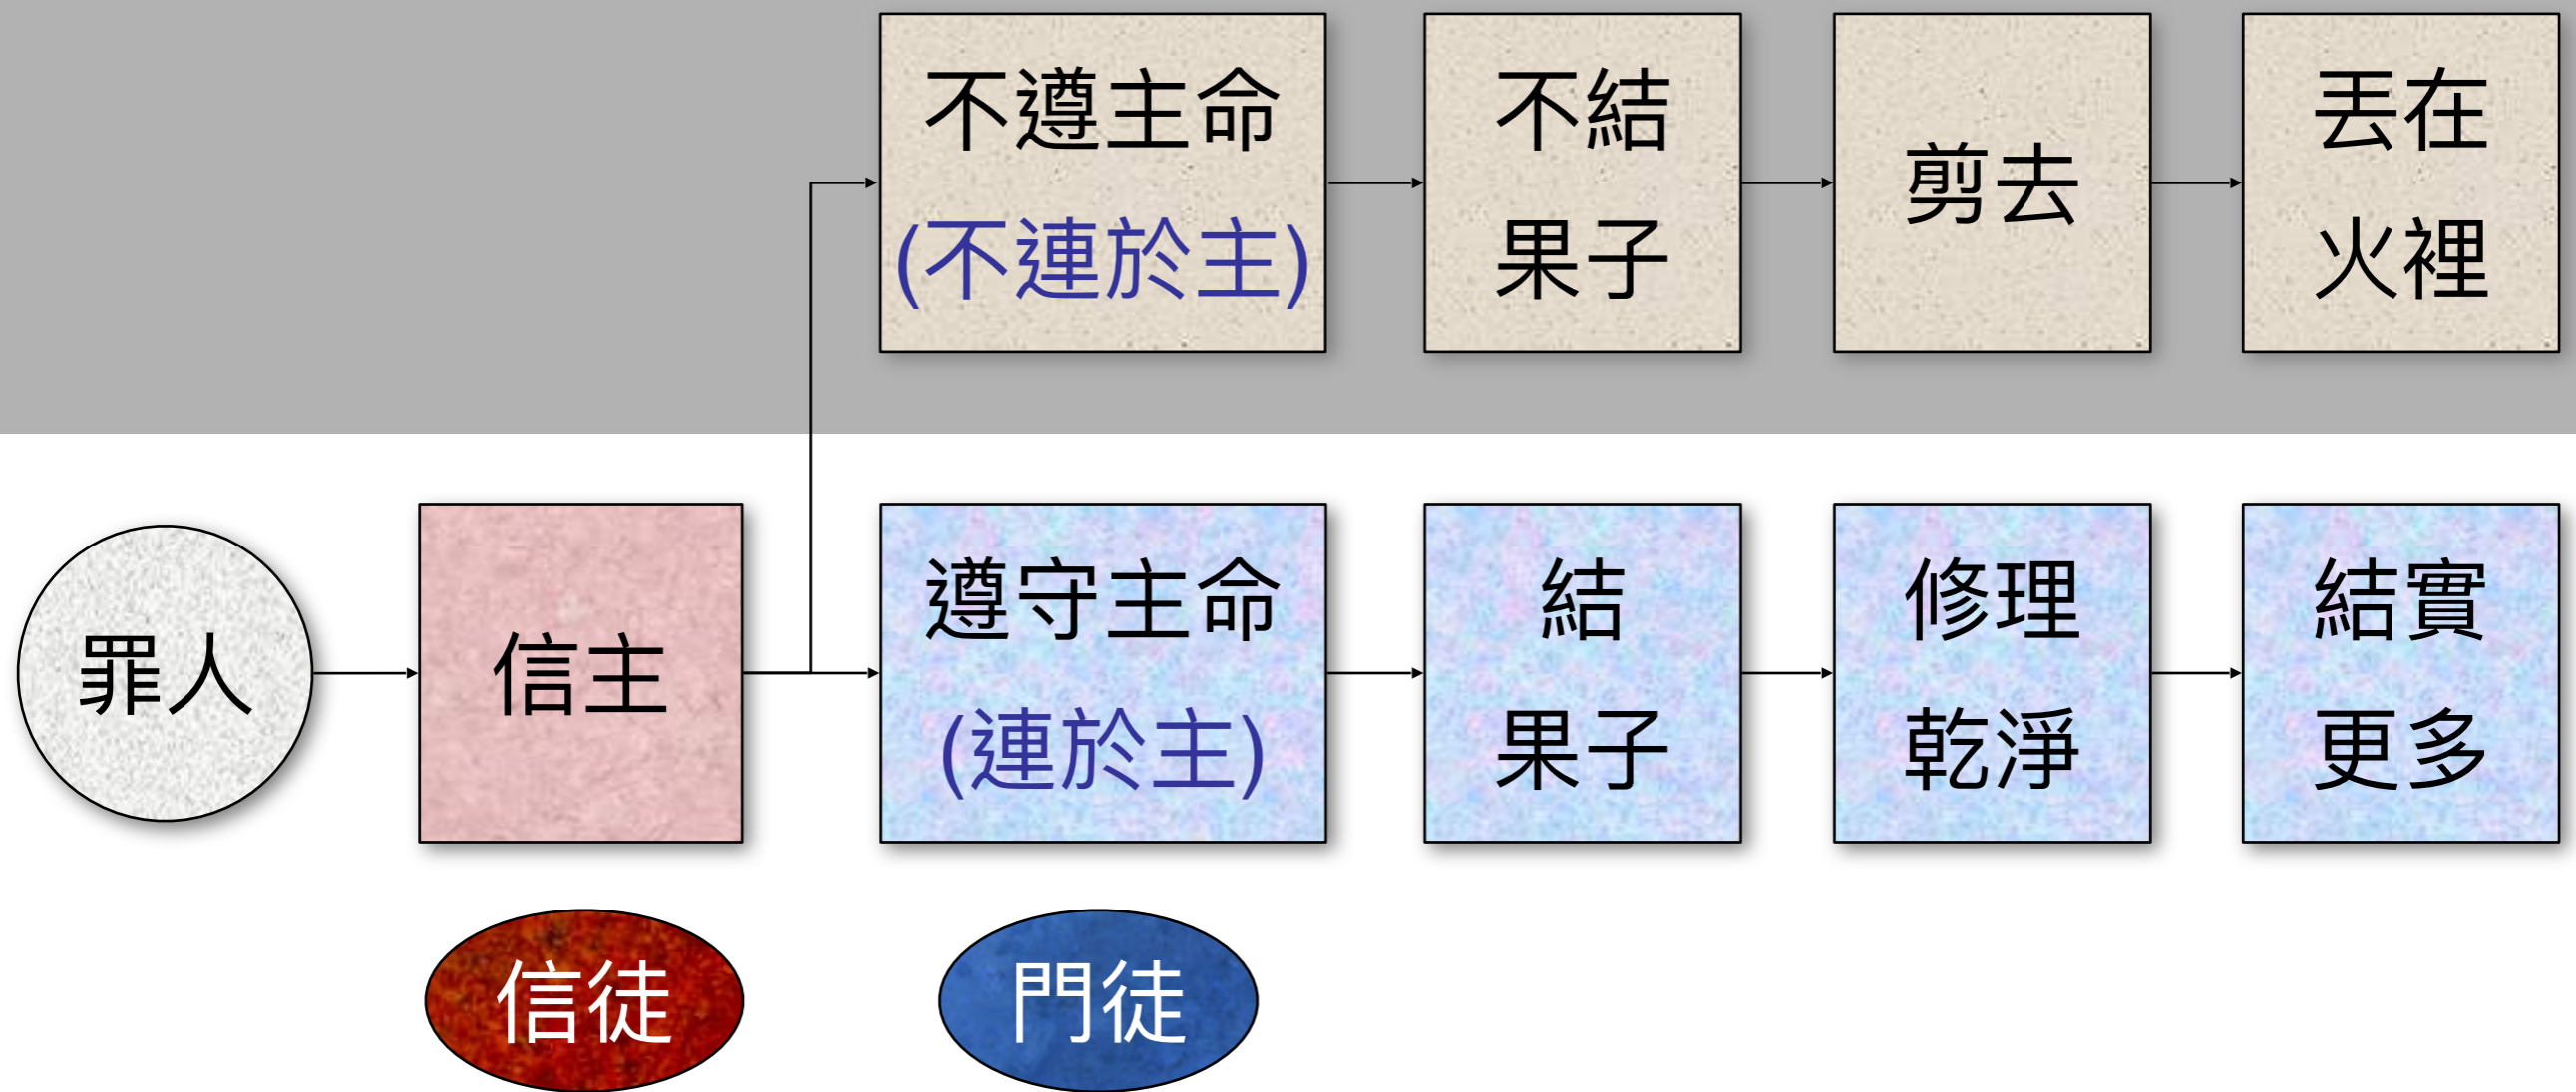 不遵主命
(不連於主)
不結
果子
剪去
丟在
火裡
罪人
信主
遵守主命
(連於主)
結
果子
修理
乾淨
結實
更多
信徒
門徒